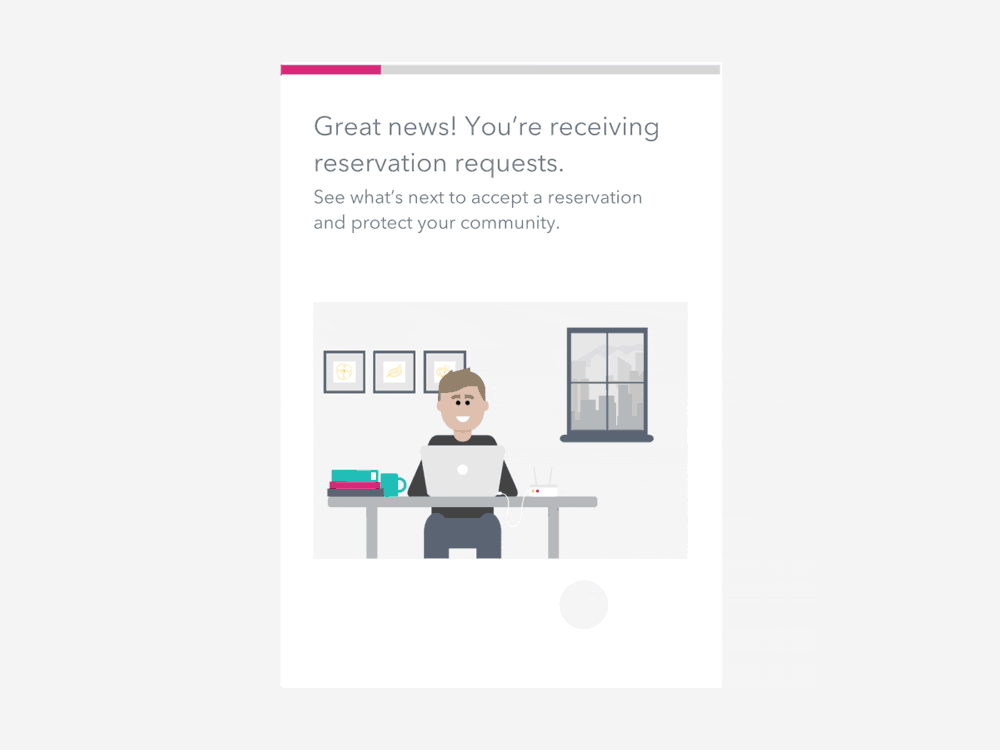 Great news! You’re receiving
reservation requests.
See what’s next to accept a reservation
and protect your community.